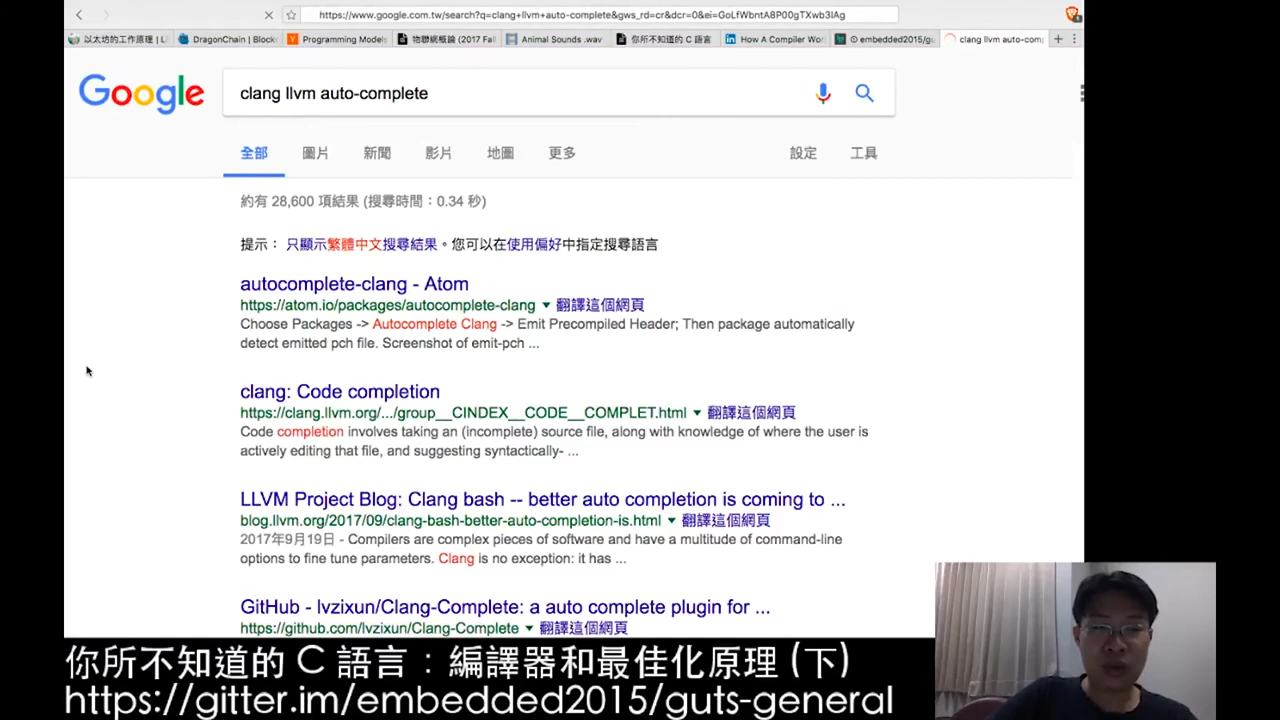 https://www.google.com.tw/search?q=clang+llvm+auto-complete&gws_rd=cr&dcr=0&ei=GoLfWbntA8P00gTXwb3lAg
以太坊的工作原理 | Li
DragonChain | Block
Programming Models
物聯網概論 (2017 Fall
Animal Sounds .wav
你所不知道的 C 語言
How A Compiler Wor
embedded2015/gu
clang llvm auto-comp
Google
clang llvm auto-complete
全部 圖片 新聞 影片 地圖 更多 設定 工具
約有 28,600 項結果 (搜尋時間：0.34 秒)
提示： 只顯示繁體中文搜尋結果。您可以在使用偏好中指定搜尋語言
autocomplete-clang - Atom
https://atom.io/packages/autocomplete-clang ▼ 翻譯這個網頁
Choose Packages -> Autocomplete Clang -> Emit Precompiled Header; Then package automatically
detect emitted pch file. Screenshot of emit-pch ...
clang: Code completion
https://clang.llvm.org/.../group__CINDEX__CODE__COMPLET.html ▼ 翻譯這個網頁
Code completion involves taking an (incomplete) source file, along with knowledge of where the user is
actively editing that file, and suggesting syntactically- ...
LLVM Project Blog: Clang bash -- better auto completion is coming to ...
blog.llvm.org/2017/09/clang-bash-better-auto-completion-is.html ▼ 翻譯這個網頁
2017年9月19日 - Compilers are complex pieces of software and have a multitude of command-line
options to fine tune parameters. Clang is no exception: it has ...
GitHub - lvzixun/Clang-Complete: a auto complete plugin for ...
https://github.com/lvzixun/Clang-Complete ▼ 翻譯這個網頁
你所不知道的 C 語言：編譯器和最佳化原理 (下)
https://gitter.im/embedded2015/guts-general